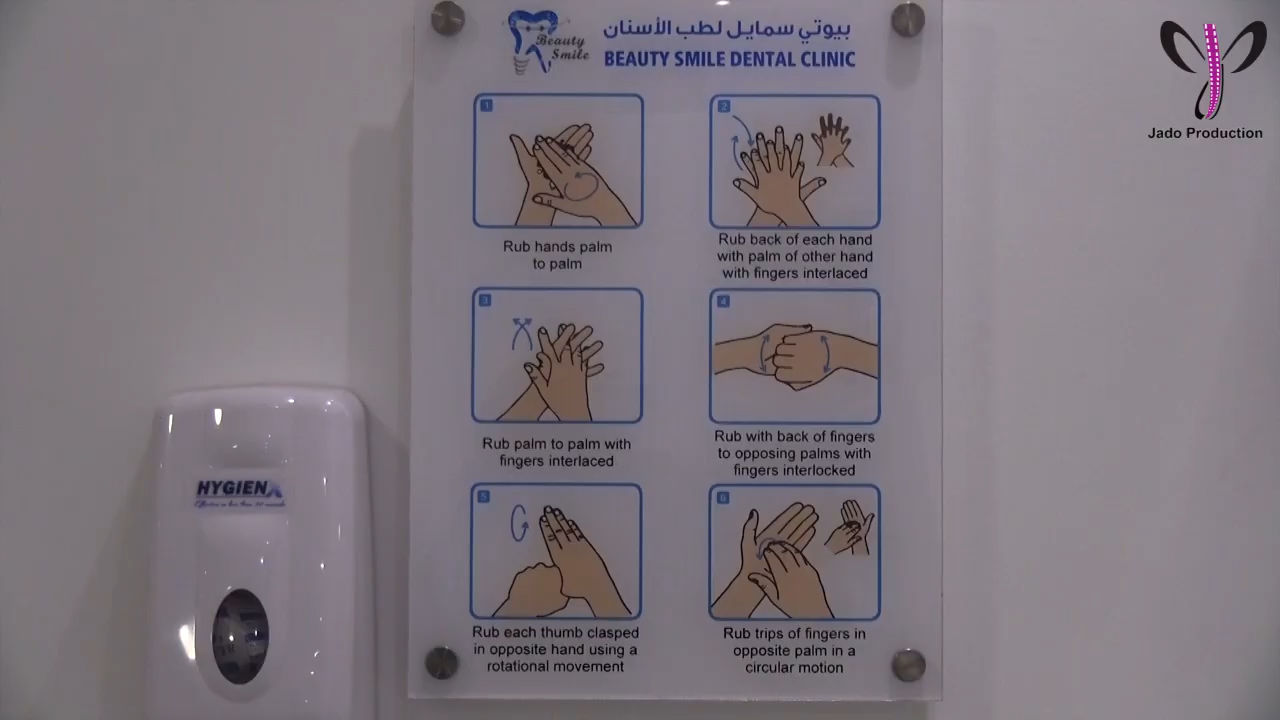 Beauty
Smile
بيوتي سمايل لطب الأسنان
BEAUTY SMILE DENTAL CLINIC
Jado Production
1
Rub hands palm
to palm
2
Rub back of each hand
with palm of other hand
with fingers interlaced
3
Rub palm to palm with
fingers interlaced
4
Rub with back of fingers
to opposing palms with
fingers interlocked
5
Rub each thumb clasped
in opposite hand using a
rotational movement
6
Rub trips of fingers in
opposite palm in a
circular motion
HYGIENX